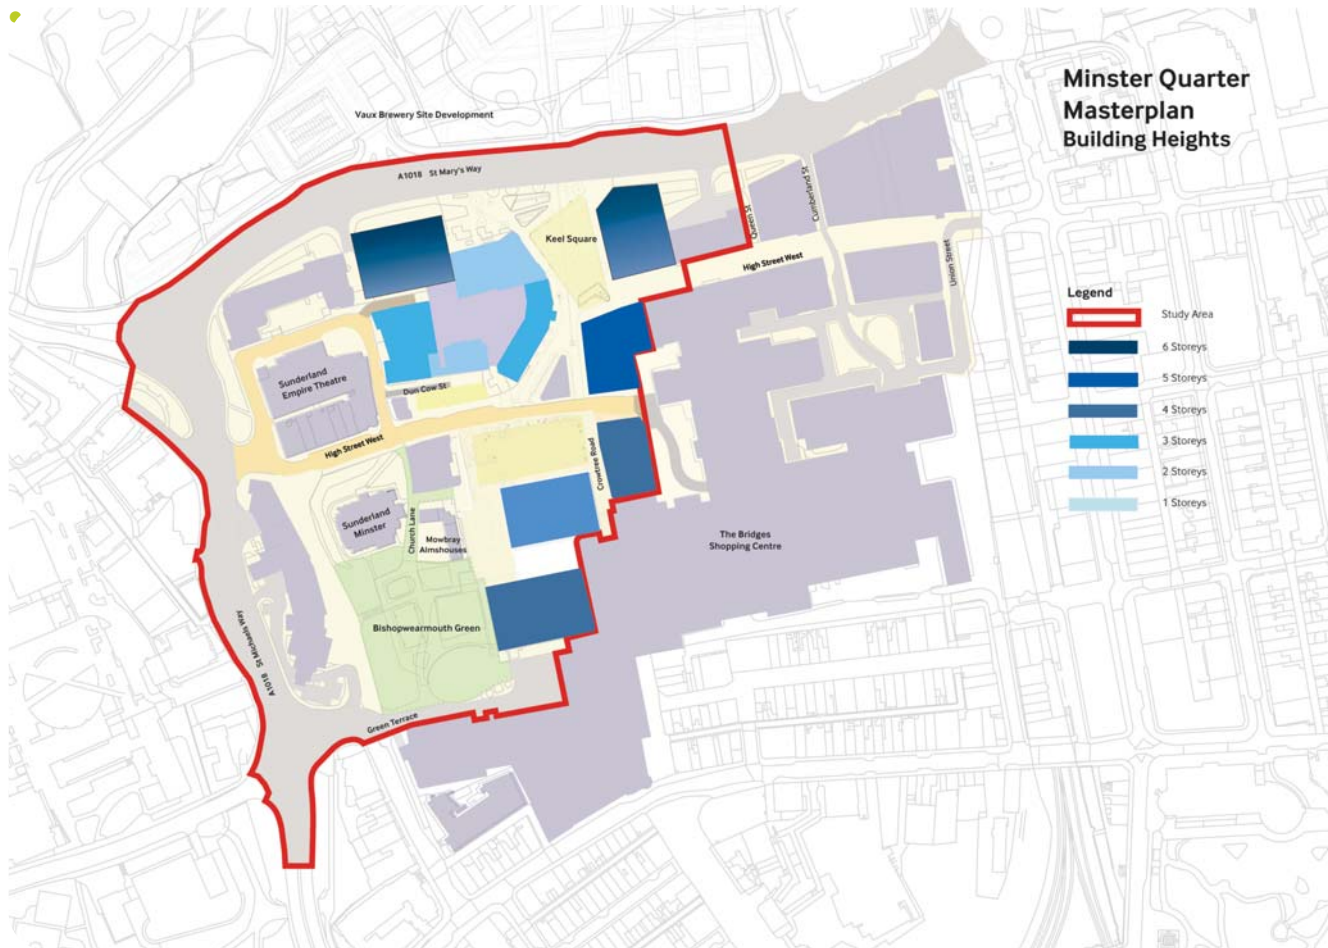 Minster Quarter
Masterplan
Building Heights
Vaux Brewery Site Development
A1018   St Mary's Way
Keel Square
Queen St
Cumberland St
High Street West
Union Street
Legend
Study Area
6 Storeys
5 Storeys
4 Storeys
3 Storeys
2 Storeys
1 Storeys
Sunderland
Empire Theatre
Dun Cow St
High Street West
Crowtree Road
Sunderland
Minster
Church Lane
Mowbray
Almshouses
The Bridges
Shopping Centre
Bishopwearmouth Green
A1018   St Michaels Way
Green Terrace